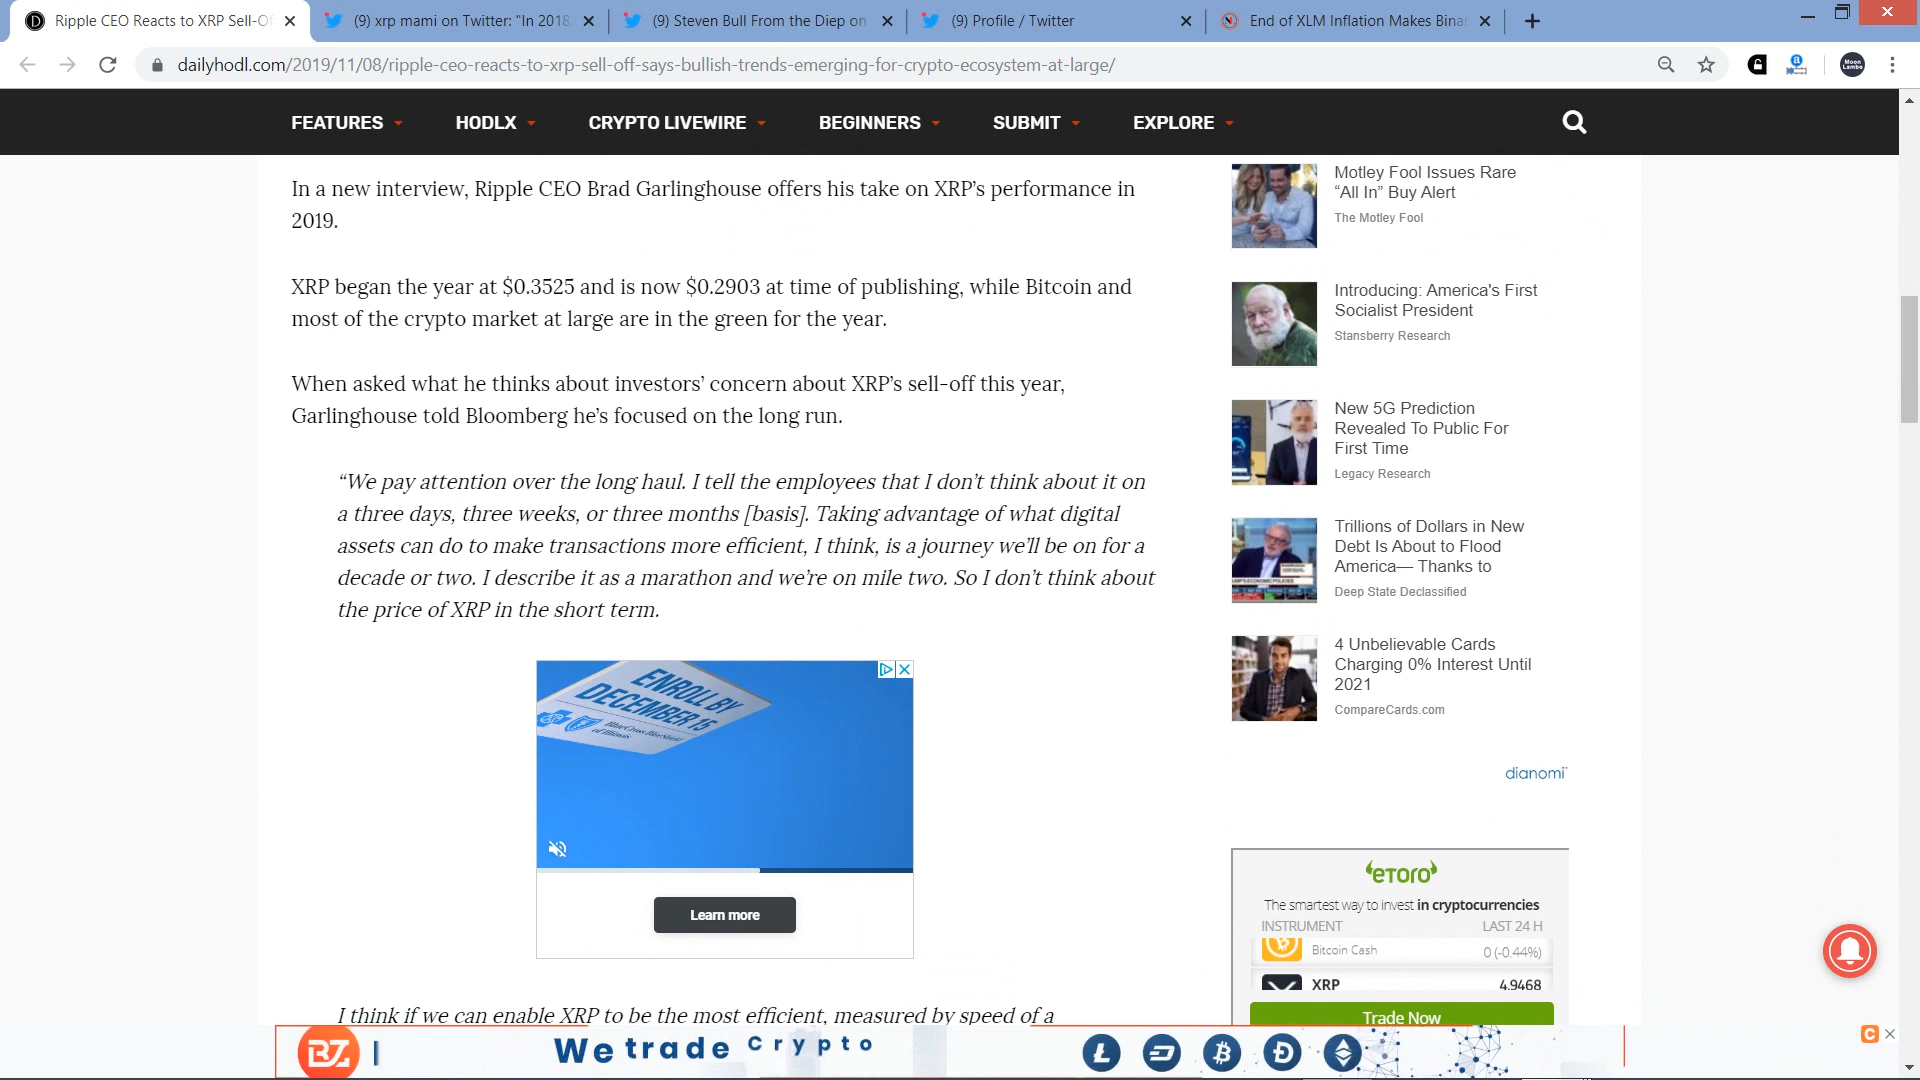 Ripple CEO Reacts to XRP Sell-Of
(9) xrp mami on Twitter: "In 2018
(9) Steven Bull From the Diep on
(9) Profile / Twitter
End of XLM Inflation Makes Binan
dailyhodl.com/2019/11/08/ripple-ceo-reacts-to-xrp-sell-off-says-bullish-trends-emerging-for-crypto-ecosystem-at-large/
Moon
Lambo
FEATURES
HODLX
CRYPTO LIVEWIRE
BEGINNERS
SUBMIT
EXPLORE
In a new interview, Ripple CEO Brad Garlinghouse offers his take on XRP’s performance in
2019.
XRP began the year at $0.3525 and is now $0.2903 at time of publishing, while Bitcoin and
most of the crypto market at large are in the green for the year.
When asked what he thinks about investors’ concern about XRP’s sell-off this year,
Garlinghouse told Bloomberg he’s focused on the long run.
“We pay attention over the long haul. I tell the employees that I don’t think about it on
a three days, three weeks, or three months [basis]. Taking advantage of what digital
assets can do to make transactions more efficient, I think, is a journey we’ll be on for a
decade or two. I describe it as a marathon and we’re on mile two. So I don’t think about
the price of XRP in the short term.
ENROLL BY
DECEMBER 15
BlueCross BlueShield
of Illinois
Learn more
I think if we can enable XRP to be the most efficient, measured by speed of a
Motley Fool Issues Rare
“All In” Buy Alert
The Motley Fool
Introducing: America's First
Socialist President
Stansberry Research
New 5G Prediction
Revealed To Public For
First Time
Legacy Research
Trillions of Dollars in New
Debt Is About to Flood
America— Thanks to
Deep State Declassified
4 Unbelievable Cards
Charging 0% Interest Until
2021
CompareCards.com
dianomi
eToro
The smartest way to invest in cryptocurrencies
INSTRUMENT LAST 24 H
Bitcoin Cash 0 (-0.44%)
XRP 4.9468
Trade Now
BZ
We trade Crypto